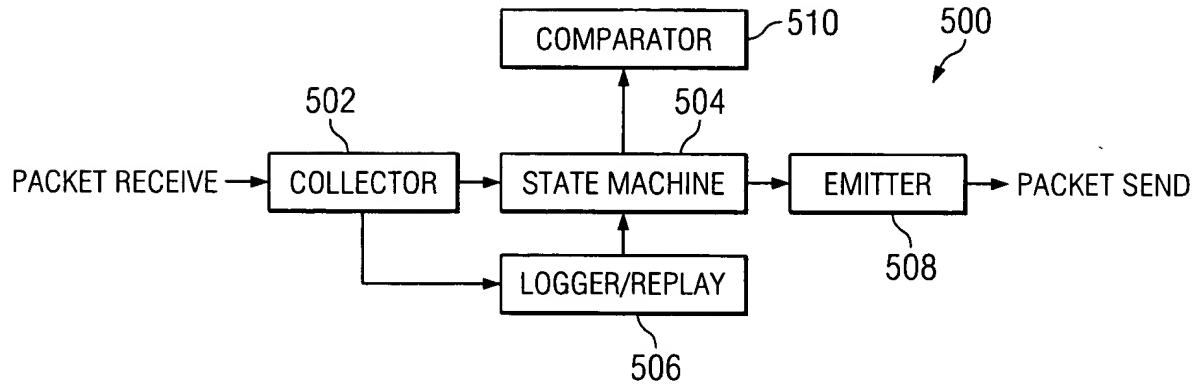 COMPARATOR
510
500
502
504
PACKET RECEIVE
COLLECTOR
STATE MACHINE
EMITTER
PACKET SEND
508
LOGGER/REPLAY
506